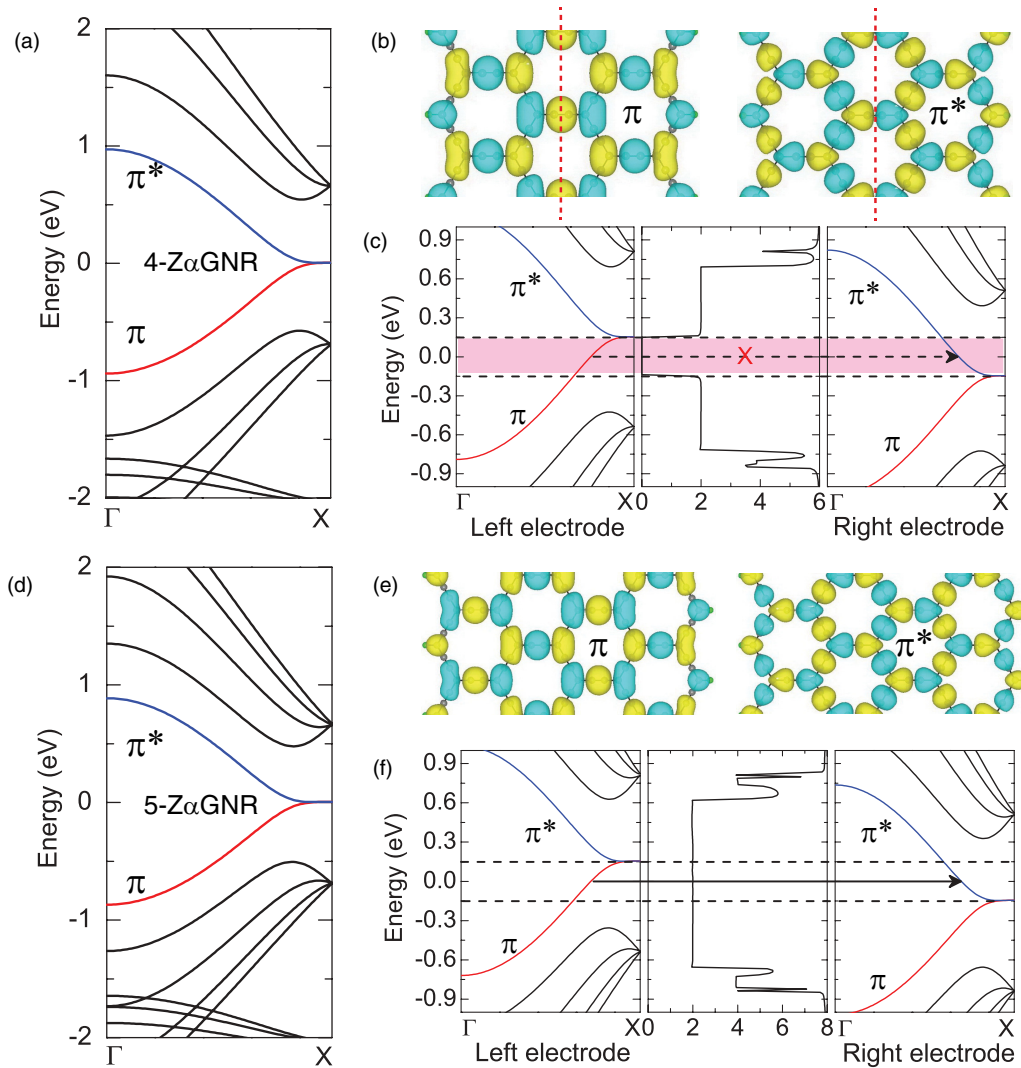 (a)
2
1
0
-1
-2
Energy (eV)
π*
4-ZαGNR
π
Γ
X
(b)
π
π*
(c)
0.9
0.6
0.3
0.0
-0.3
-0.6
-0.9
Energy (eV)
π*
π
X
π*
π
Γ
X
0
2
4
6
Γ
X
Left electrode
Right electrode
(d)
2
1
0
-1
-2
Energy (eV)
π*
5-ZαGNR
π
Γ
X
(e)
π
π*
(f)
0.9
0.6
0.3
0.0
-0.3
-0.6
-0.9
Energy (eV)
π*
π
π*
π
Γ
X
0
2
4
6
8
Γ
X
Left electrode
Right electrode